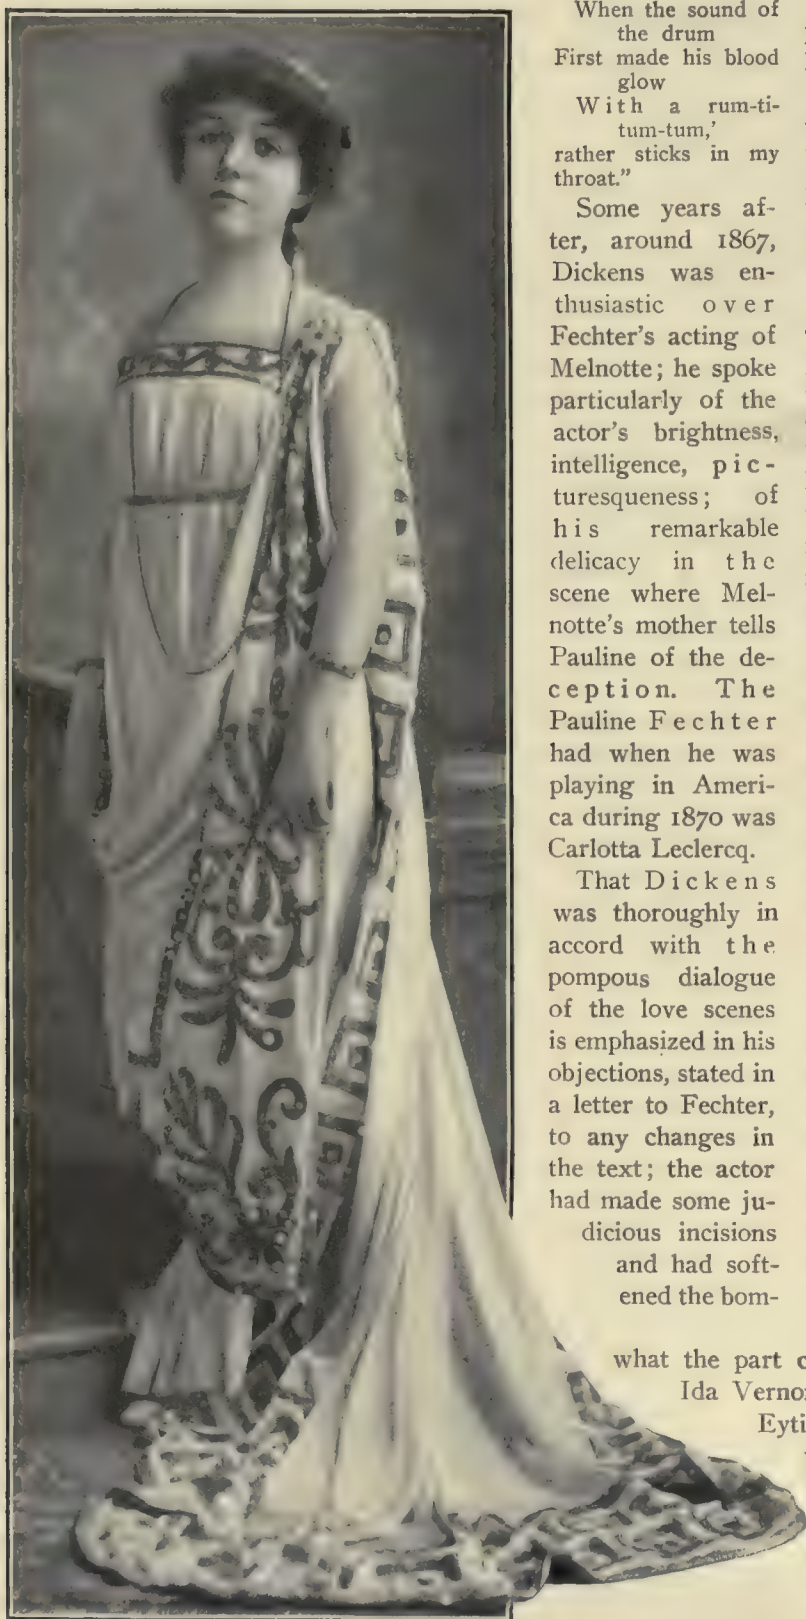 When the sound of
the drum
First made his blood
glow
With a rum-ti-
tum-tum,'
rather sticks in my
throat."
Some years af-
ter, around 1867,
Dickens was en-
thusiastic over
Fechter's acting of
Melnotte; he spoke
particularly of the
actor's brightness,
intelligence, pic-
turesqueness; of
his remarkable
delicacy in the
scene where Mel-
notte's mother tells
Pauline of the de-
ception. The
Pauline Fechter
had when he was
playing in Ameri-
ca during 1870 was
Carlotta Leclercq.
That Dickens
was thoroughly in
accord with the
pompous dialogue
of the love scenes
is emphasized in his
objections, stated in
a letter to Fechter,
to any changes in
the text; the actor
had made some ju-
dicious incisions
and had soft-
ened the bom-
what the part
Ida